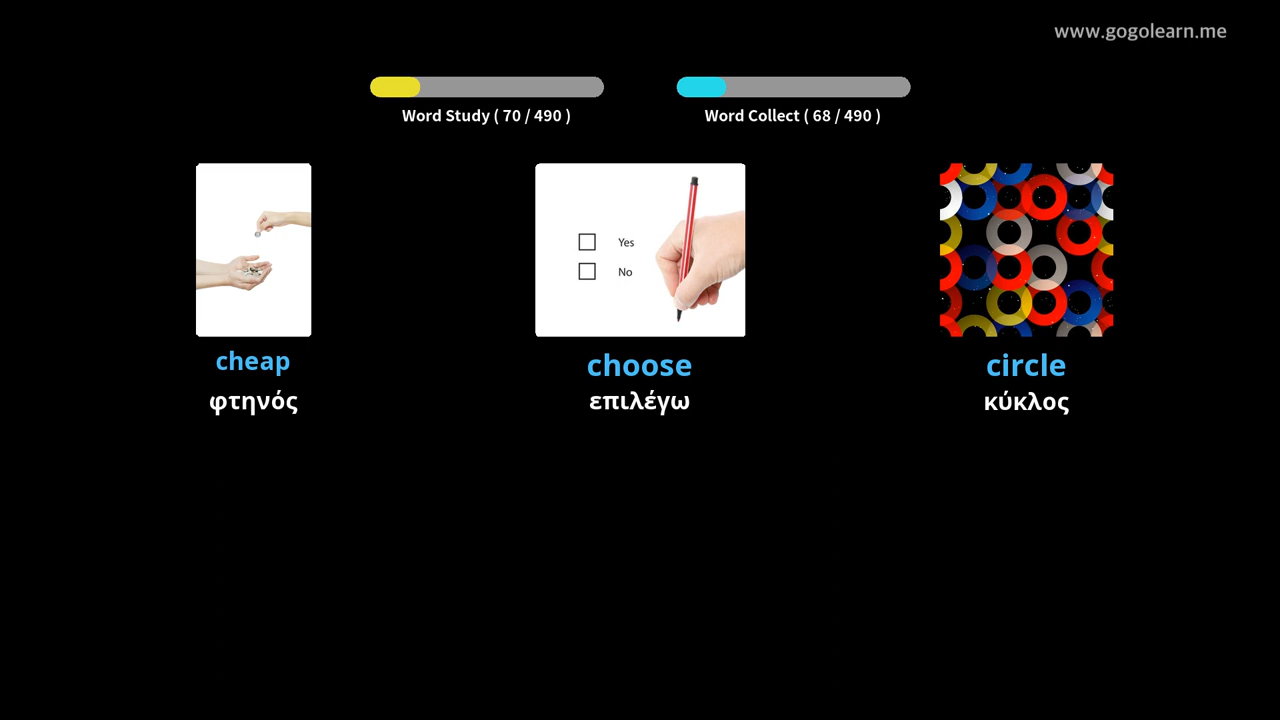 www.gogolearn.me
Word Study ( 70 / 490 )
Word Collect ( 68 / 490 )
Yes
No
cheap
φτηνός
choose
επιλέγω
circle
κύκλος